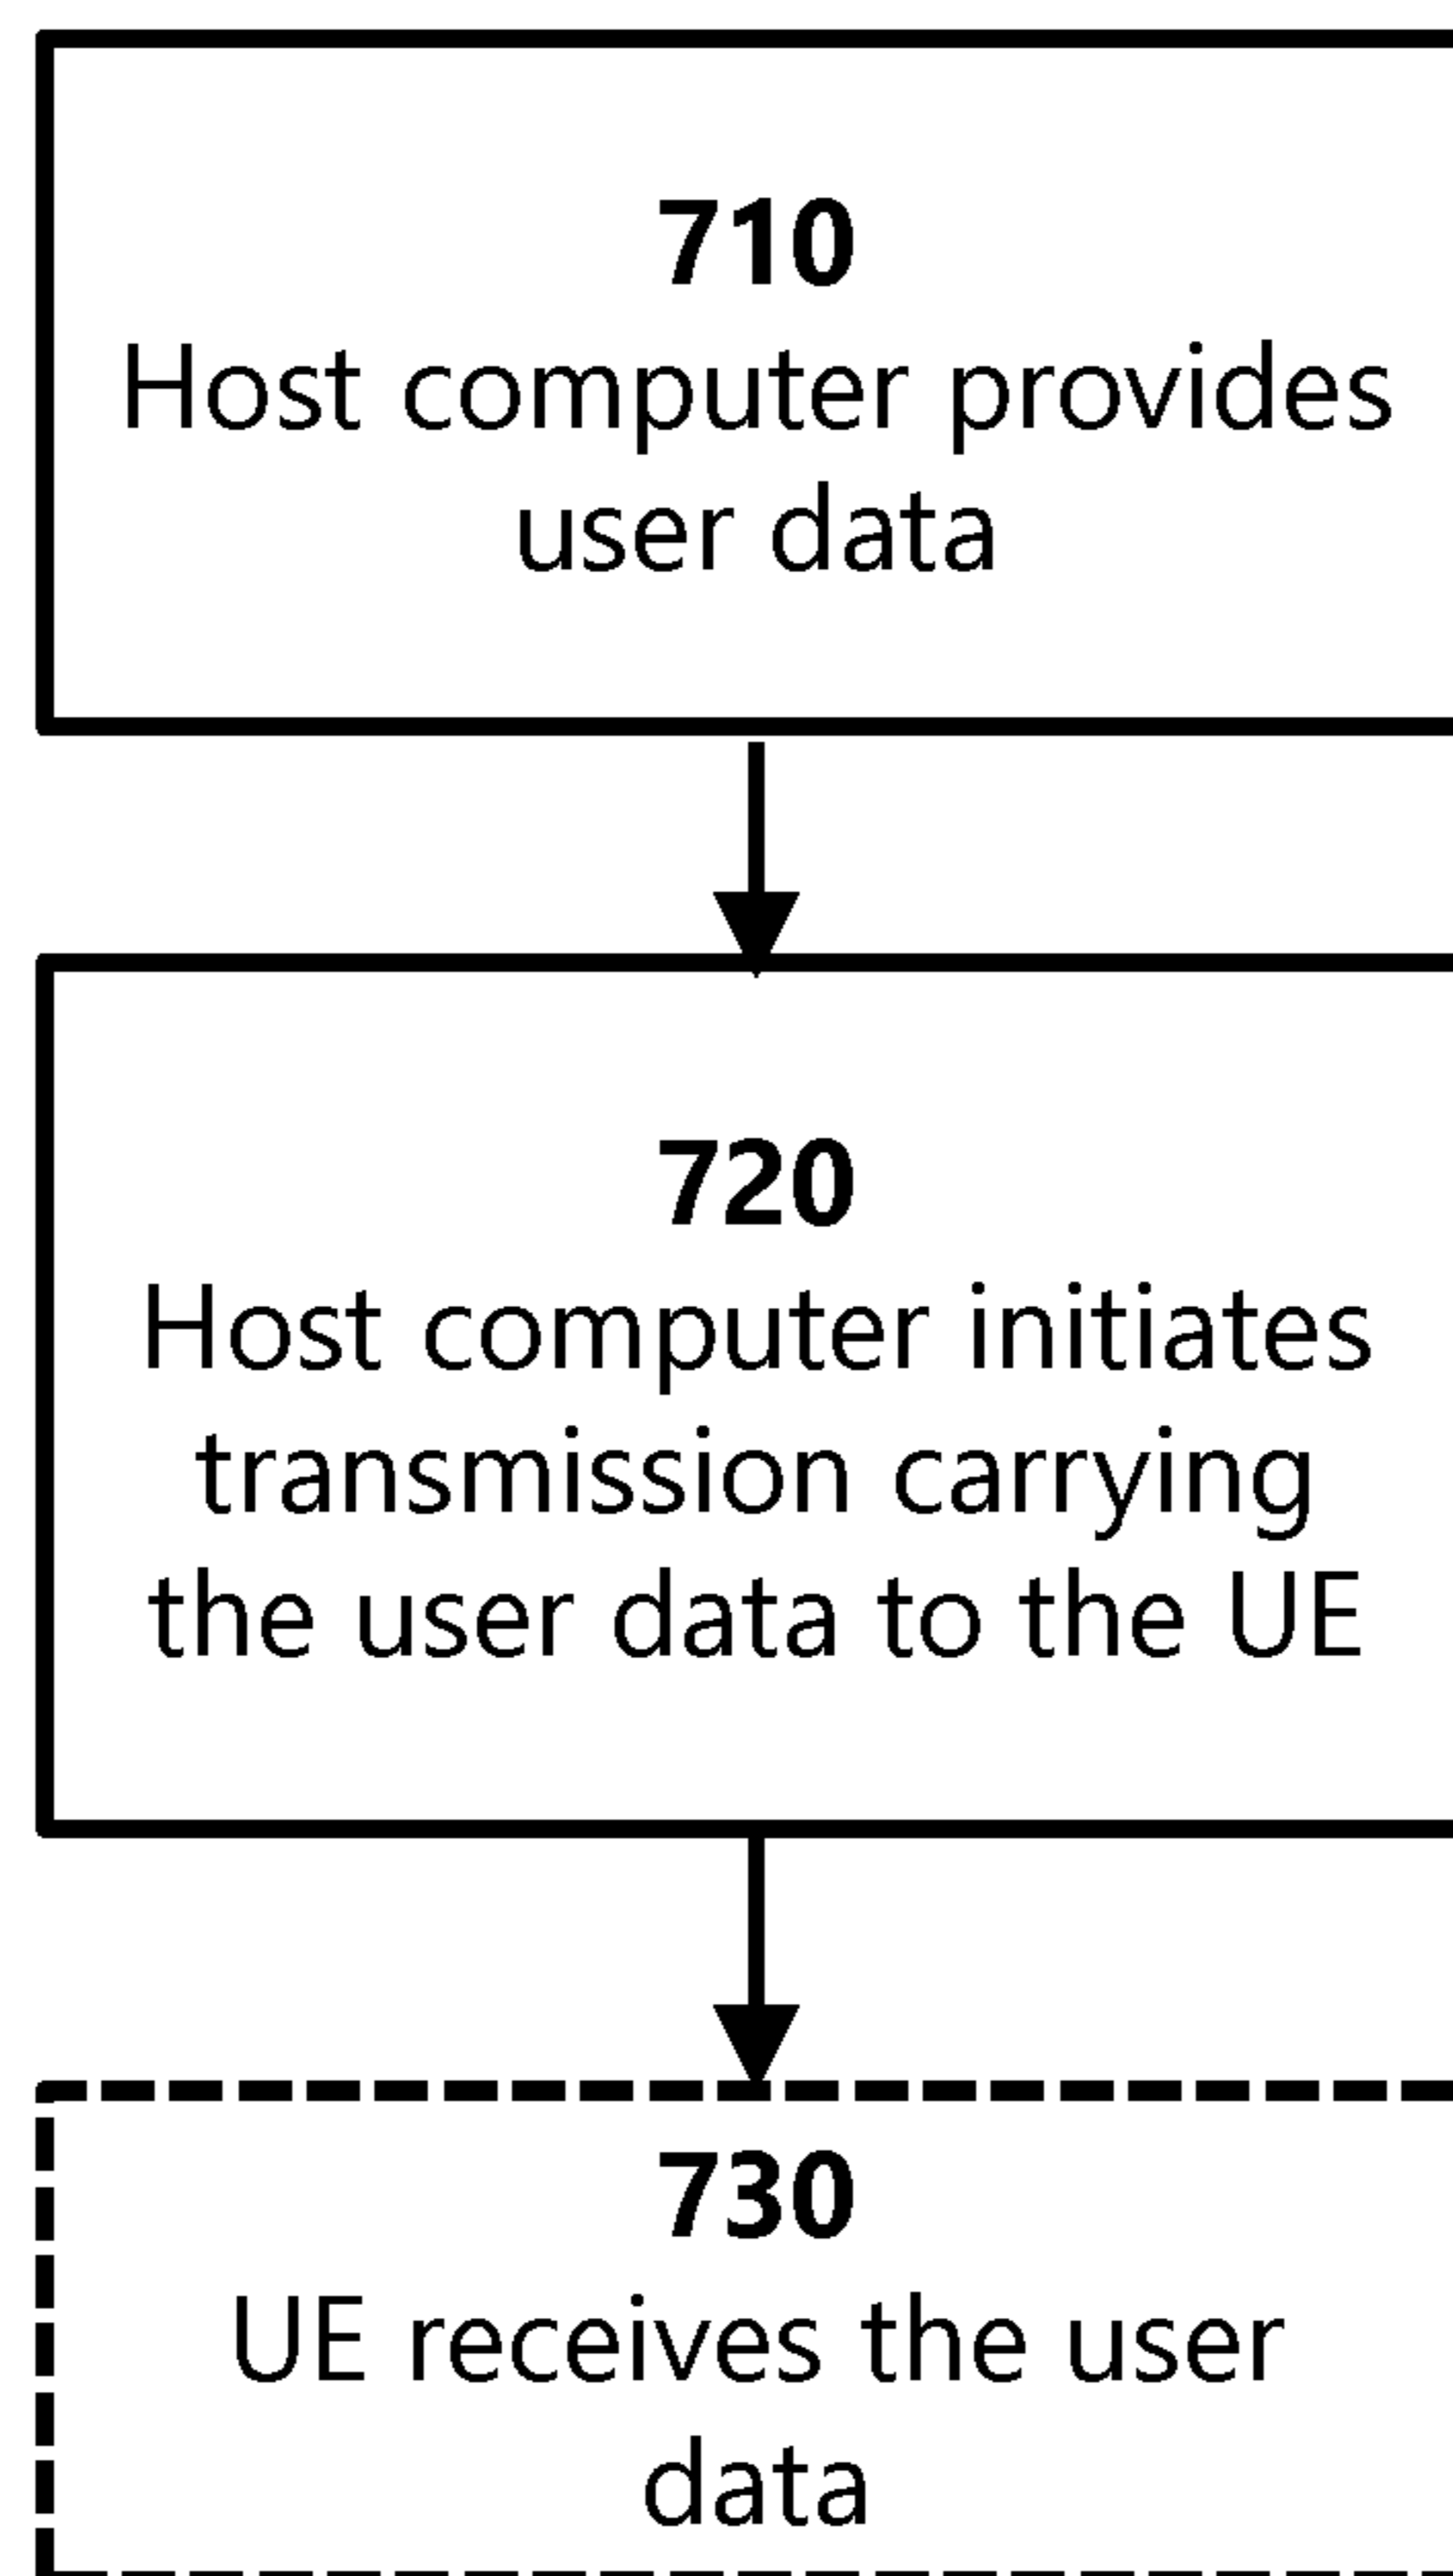 710
Host computer provides
user data
720
Host computer initiates
transmission carrying
the user data to the UE
730
UE receives the user
data